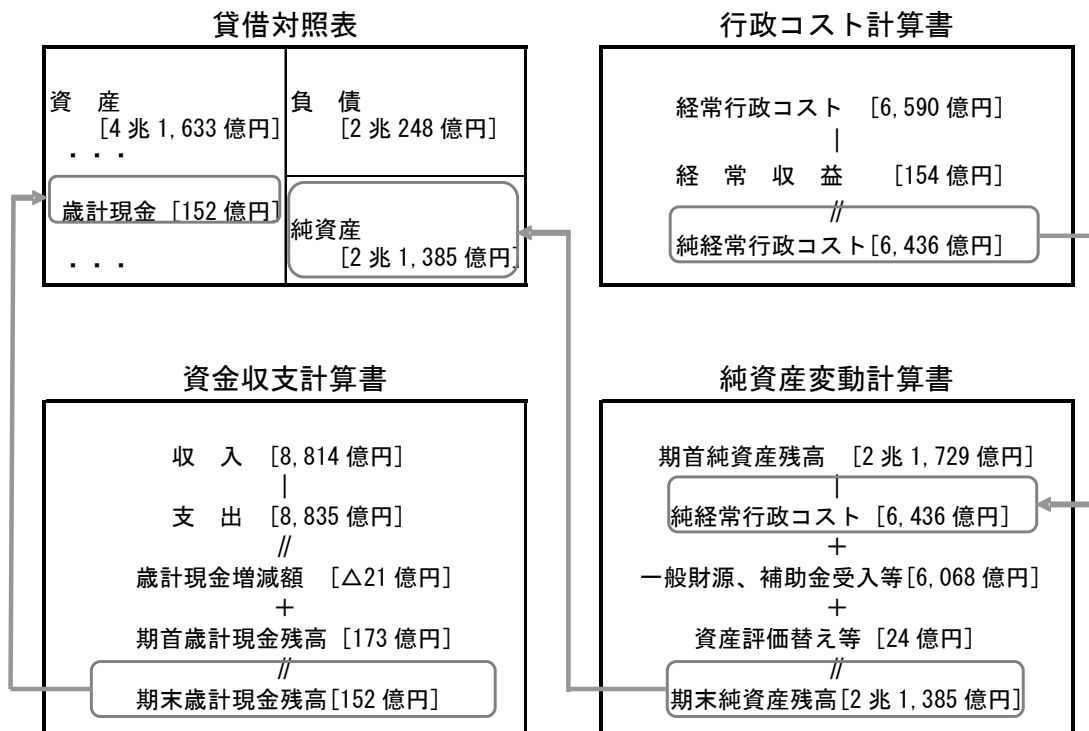 貸借対照表
資　産
[4 兆 1,633 億円]
・・・
歳計現金 [152 億円]
・・・
負　債
[2 兆 248 億円]
純資産
[2 兆 1,385 億円]
行政コスト計算書
経常行政コスト　[6,590 億円]
｜
経　常　収　益　[154 億円]
//
純経常行政コスト[6,436 億円]
資金収支計算書
収　入　[8,814 億円]
｜
支　出　[8,835 億円]
//
歳計現金増減額　[△21 億円]
＋
期首歳計現金残高 [173 億円]
//
期末歳計現金残高[152 億円]
純資産変動計算書
期首純資産残高　[2 兆 1,729 億円]
｜
純経常行政コスト [6,436 億円]
＋
一般財源、補助金受入等[6,068 億円]
＋
資産評価替え等 [24 億円]
//
期末純資産残高[2 兆 1,385 億円]